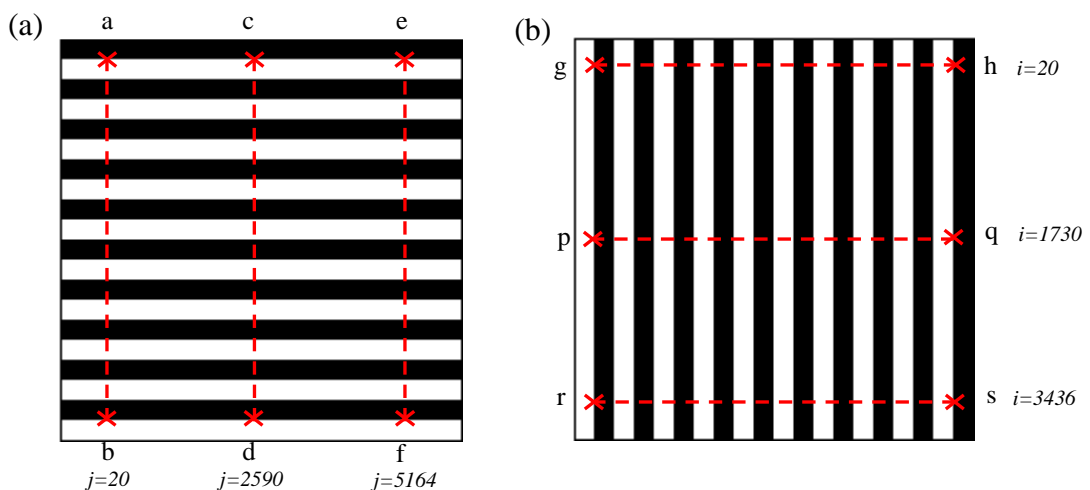 (a)
a c e
b d f
j=20 j=2590 j=5164
(b)
g h i=20
p q i=1730
r s i=3436